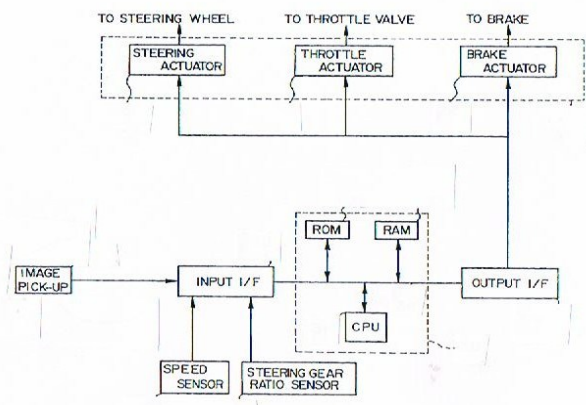 TO STEERING WHEEL
TO THROTTLE VALVE
TO BRAKE
STEERING
ACTUATOR
THROTTLE
ACTUATOR
BRAKE
ACTUATOR
ROM
RAM
IMAGE
PICK-UP
INPUT I/F
OUTPUT I/F
CPU
SPEED
SENSOR
STEERING GEAR
RATIO SENSOR